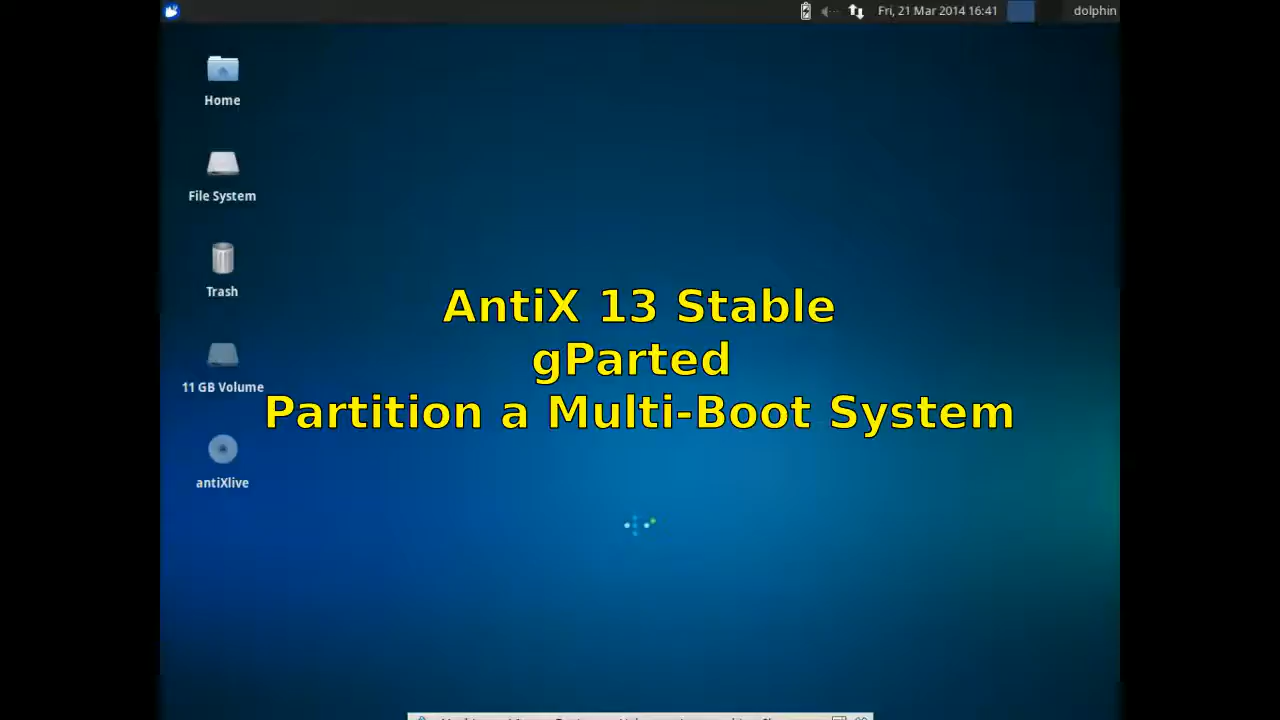 Fri, 21 Mar 2014 16:41
dolphin
Home
File System
Trash
11 GB Volume
antiXlive
AntiX 13 Stable
gParted
Partition a Multi-Boot System